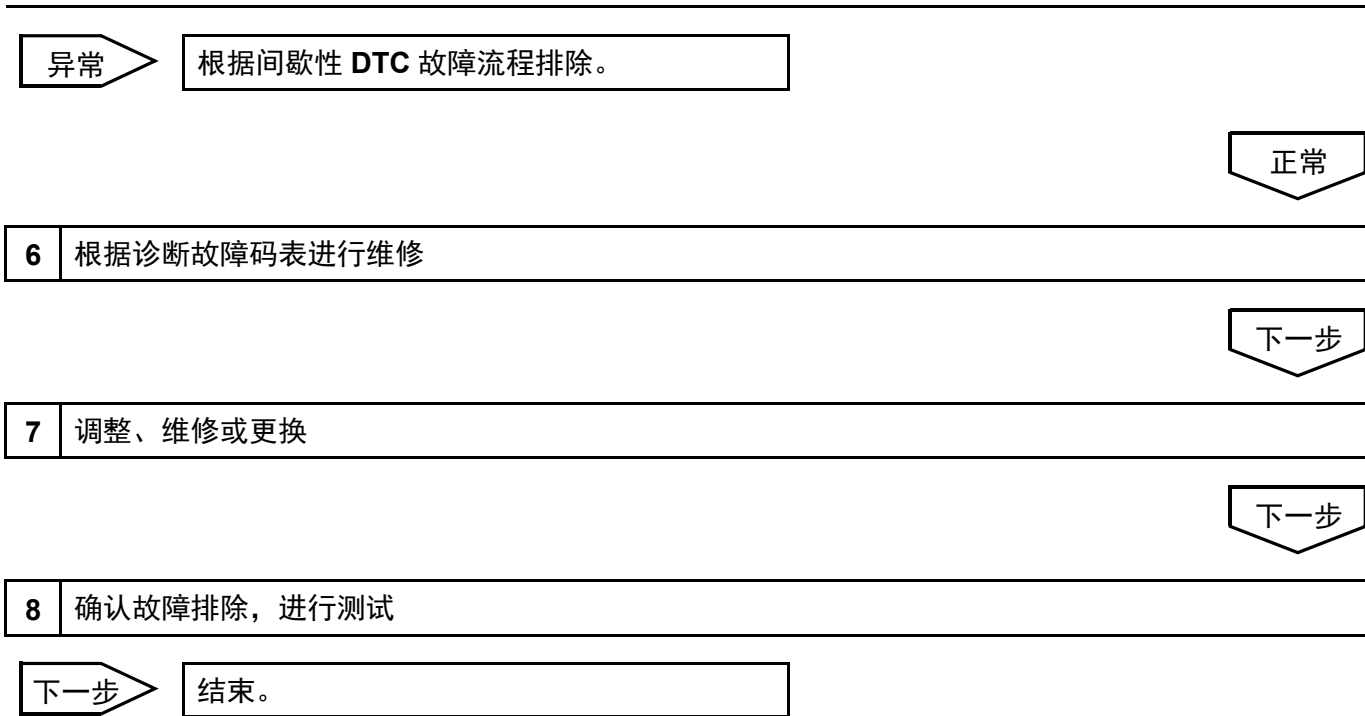 异常 根据间歇性 DTC 故障流程排除。
正常
6 根据诊断故障码表进行维修
下一步
7 调整、维修或更换
下一步
8 确认故障排除，进行测试
下一步 结束。